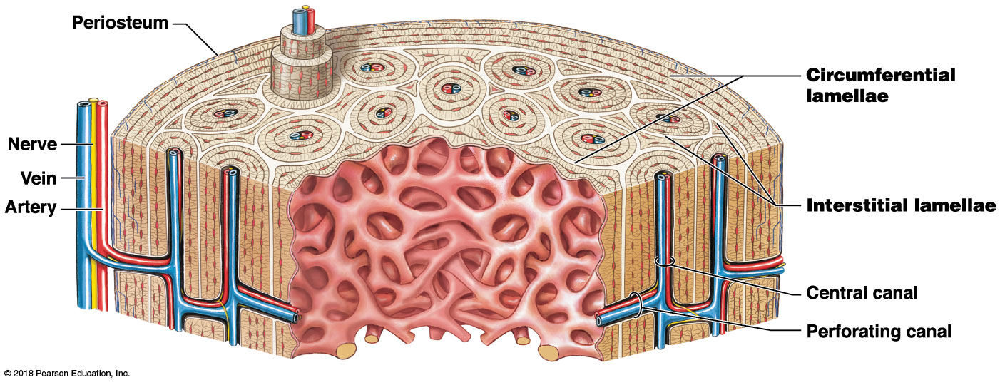 Periosteum
Nerve
Vein
Artery
Circumferential
lamellae
Interstitial lamellae
Central canal
Perforating canal
© 2018 Pearson Education, Inc.